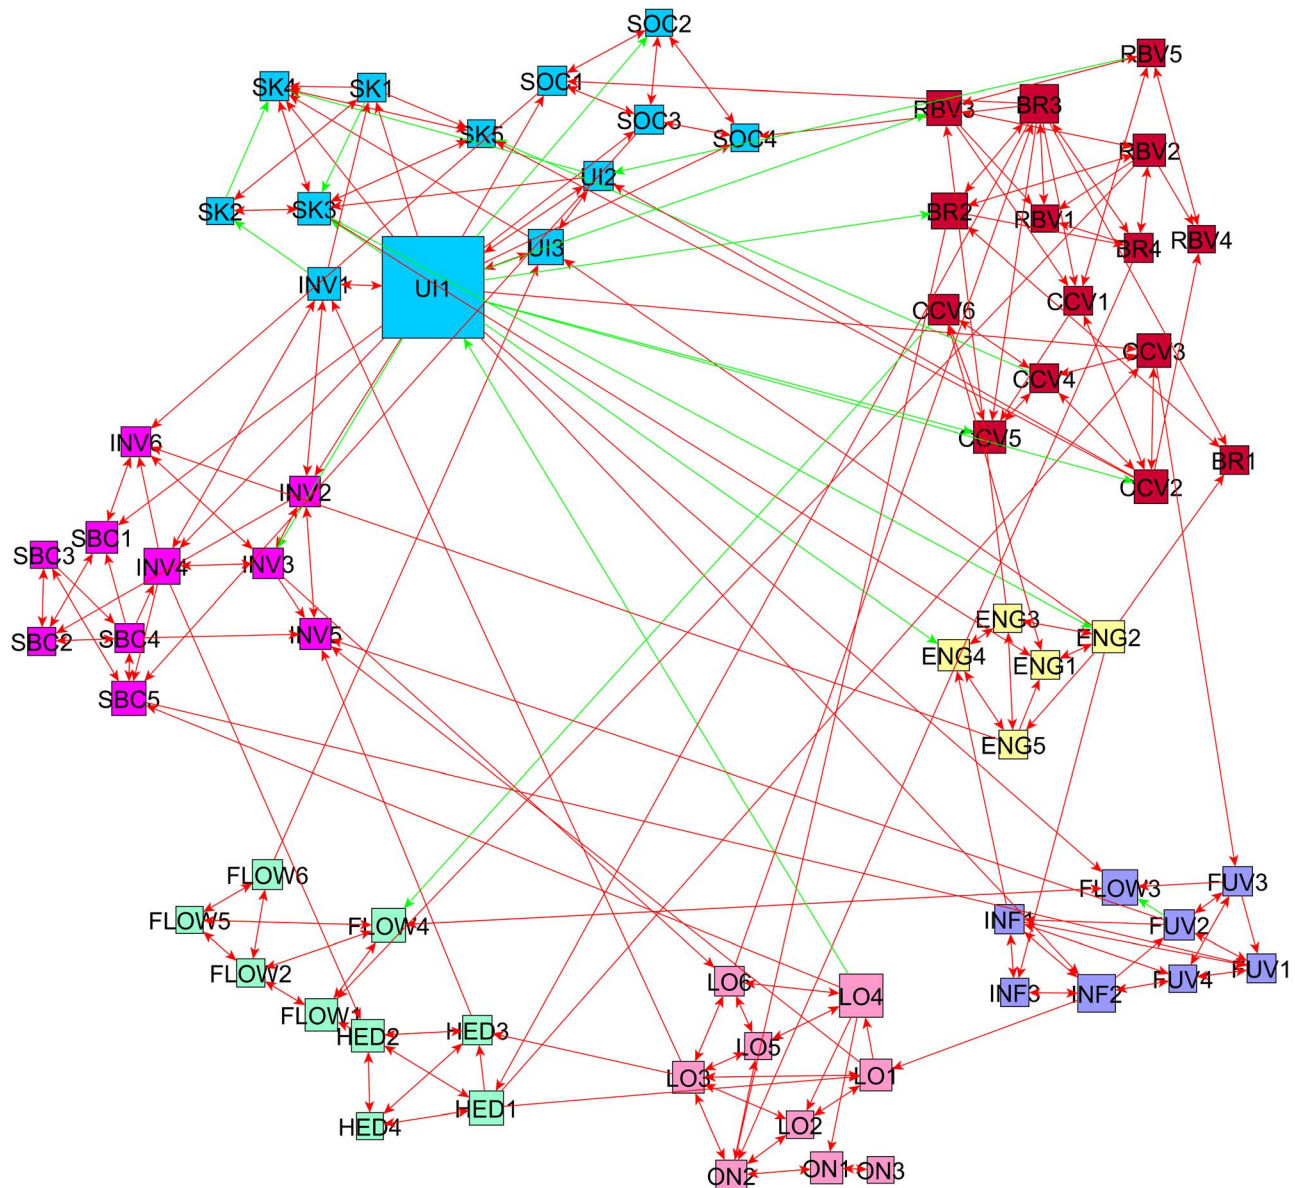 SOC2
RBV5
SOC1
SK4
SK1
RBV3
BR3
SOC3
SK5
SOC4
RBV2
UI2
SK2
SK3
BR2
RBV1
RBV4
UI3
BR4
INV1
UI1
CCV1
CCV6
CCV3
CCV4
INV6
CCV5
BR1
INV2
CCV2
SBC1
SBC3
INV4
INV3
ENG3
SBC4
SBC2
INV5
ENG2
ENG4
ENG1
SBC5
ENG5
FLOW6
FLOW3
FUV3
FLOW5
FLOW4
INF1
FUV2
FLOW2
FUV1
LO6
FUV4
INF3
INF2
LO4
FLOW1
HED2
HED3
LO5
LO3
LO1
HED1
HED4
LO2
ON2
ON1
ON3